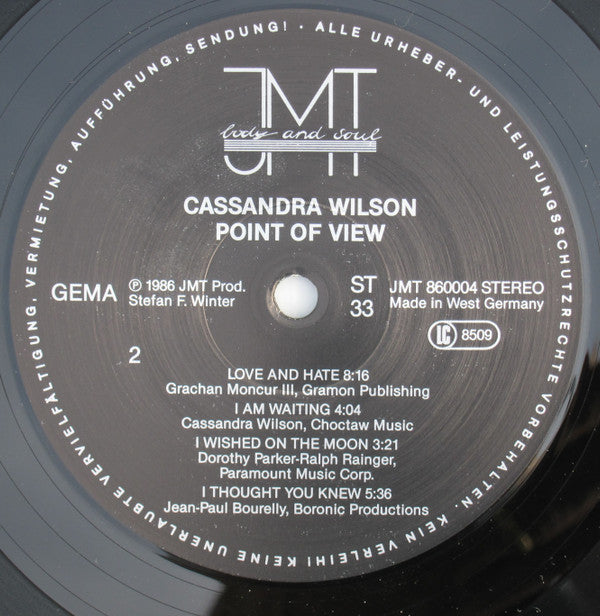 ALLE URHEBER- UND LEISTUNGSSCHUTZRECHTE VORBEHALTEN. KEIN VERLEIH! KEINE UNERLAUBTE VERVIELFÄLTIGUNG, VERMIETUNG, AUFFÜHRUNG, SENDUNG! ·
JMT
body and soul
CASSANDRA WILSON
POINT OF VIEW
GEMA
℗ 1986 JMT Prod.
Stefan F. Winter
ST
33
JMT 860004 STEREO
Made in West Germany
LC 8509
2
LOVE AND HATE 8:16
Grachan Moncur III, Gramon Publishing
I AM WAITING 4:04
Cassandra Wilson, Choctaw Music
I WISHED ON THE MOON 3:21
Dorothy Parker-Ralph Rainger,
Paramount Music Corp.
I THOUGHT YOU KNEW 5:36
Jean-Paul Bourelly, Boronic Productions